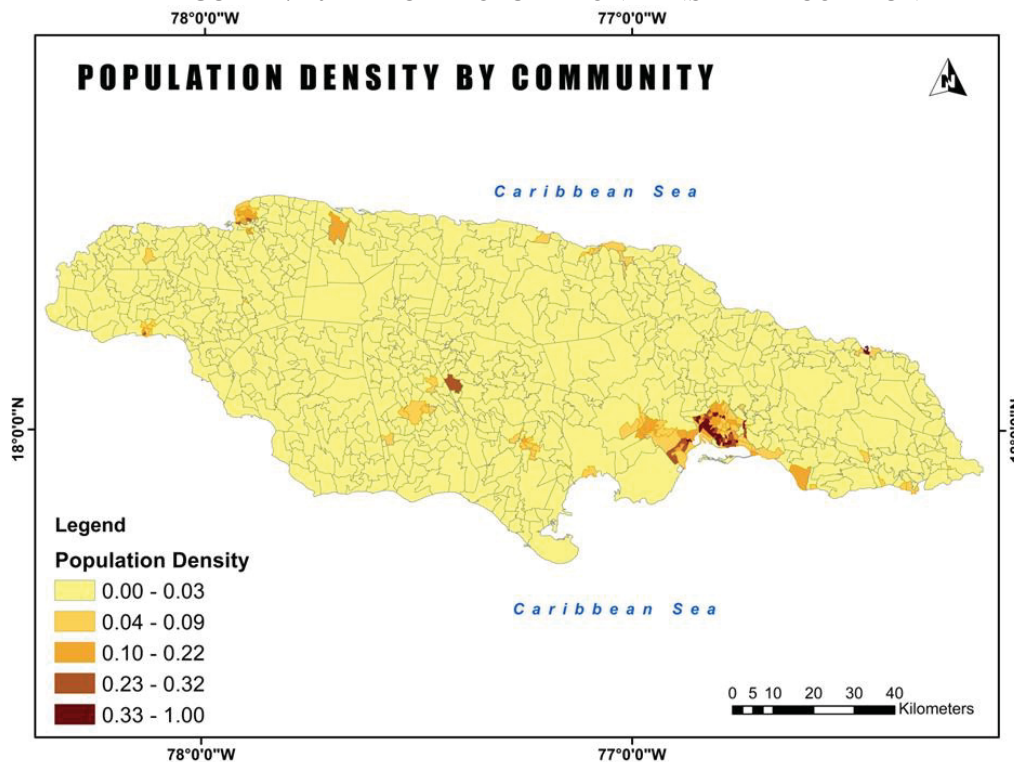 78°0'0"W 77°0'0"W
POPULATION DENSITY BY COMMUNITY
N
Caribbean Sea
18°0'0"N
Legend
Population Density
0.00 - 0.03
0.04 - 0.09
0.10 - 0.22
0.23 - 0.32
0.33 - 1.00
Caribbean Sea
0 5 10 20 30 40
Kilometers
78°0'0"W 77°0'0"W